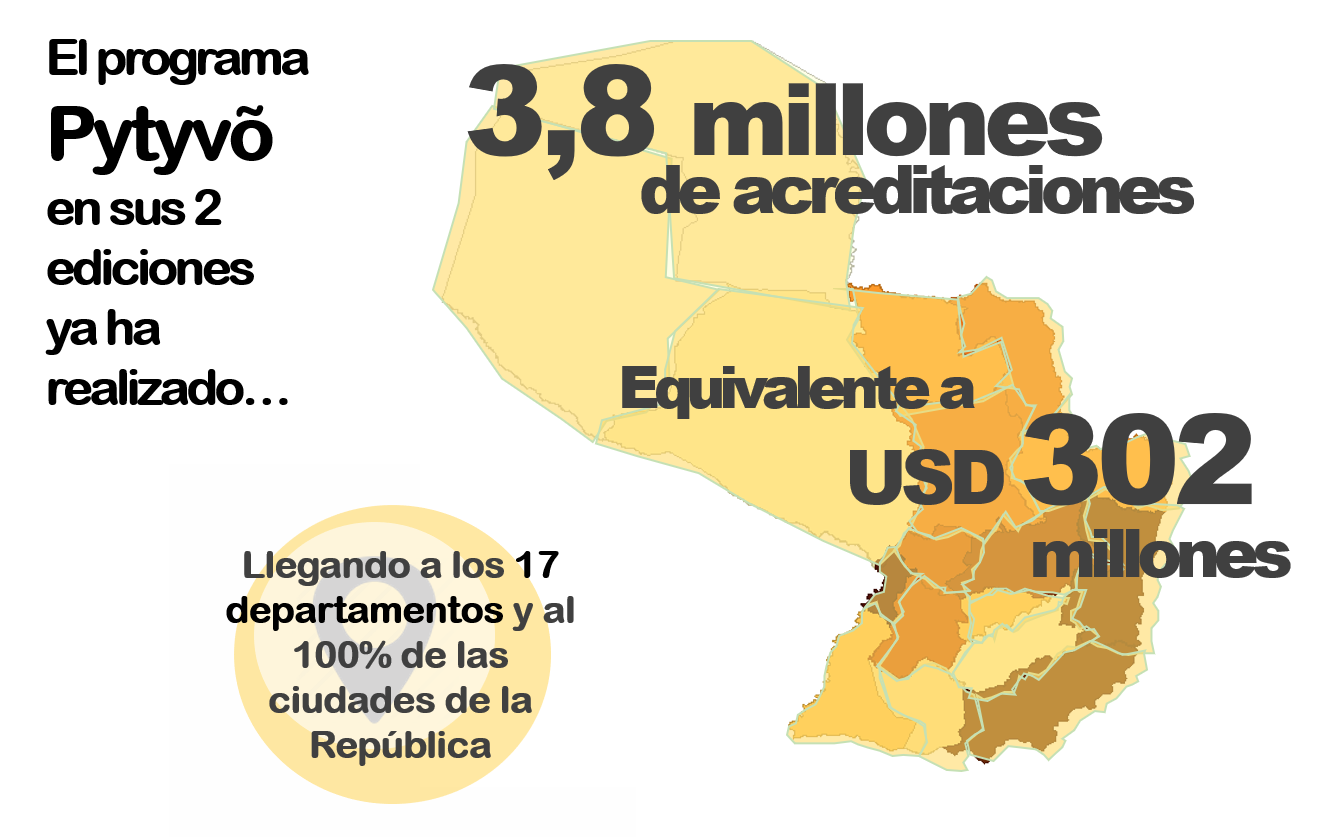 El programa
Pytyvõ
en sus 2
ediciones
ya ha
realizado...
3,8 millones
de acreditaciones
Equivalente a
USD 302
millones
Llegando a los 17
departamentos y al
100% de las
ciudades de la
República